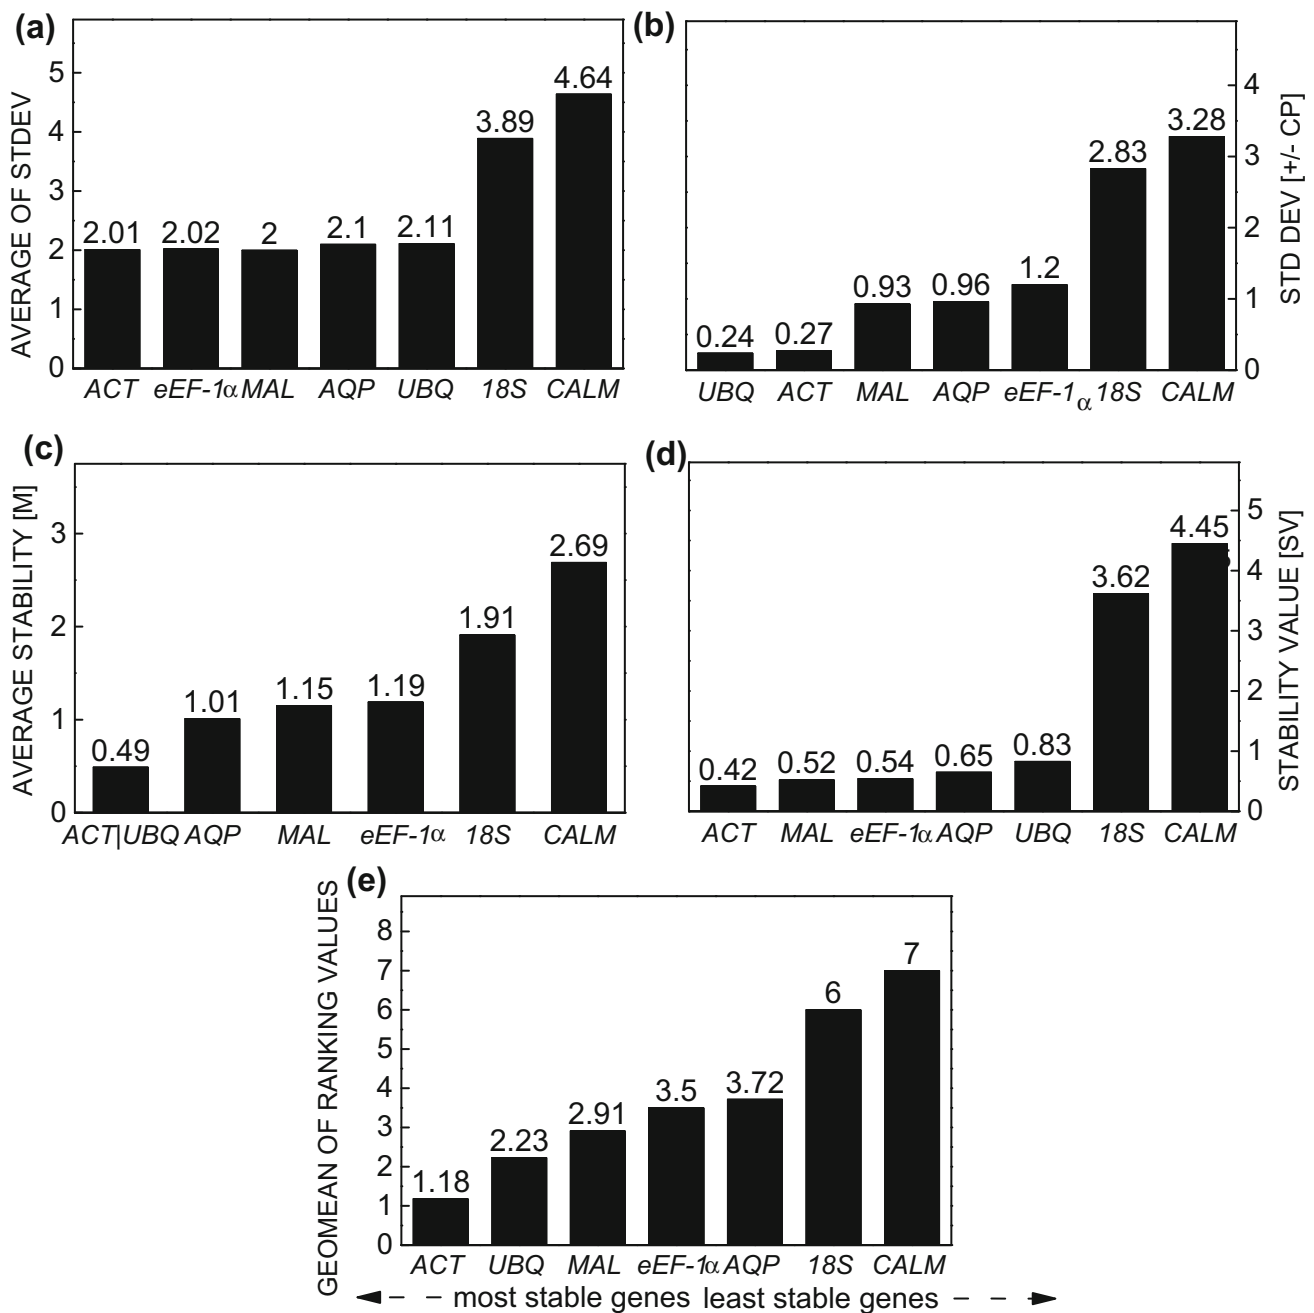 (a)
AVERAGE OF STDEV
5
4
3
2
1
0
2.01 2.02 2 2.1 2.11 3.89 4.64
ACT eEF-1α MAL AQP UBQ 18S CALM
(b)
STD DEV [+/- CP]
4
3
2
1
0
0.24 0.27 0.93 0.96 1.2 2.83 3.28
UBQ ACT MAL AQP eEF-1α 18S CALM
(c)
AVERAGE STABILITY [M]
3
2
1
0
0.49 1.01 1.15 1.19 1.91 2.69
ACT|UBQ AQP MAL eEF-1α 18S CALM
(d)
STABILITY VALUE [SV]
5
4
3
2
1
0
0.42 0.52 0.54 0.65 0.83 3.62 4.45
ACT MAL eEF-1α AQP UBQ 18S CALM
(e)
GEOMEAN OF RANKING VALUES
8
7
6
5
4
3
2
1
0
1.18 2.23 2.91 3.5 3.72 6 7
ACT UBQ MAL eEF-1α AQP 18S CALM
most stable genes least stable genes